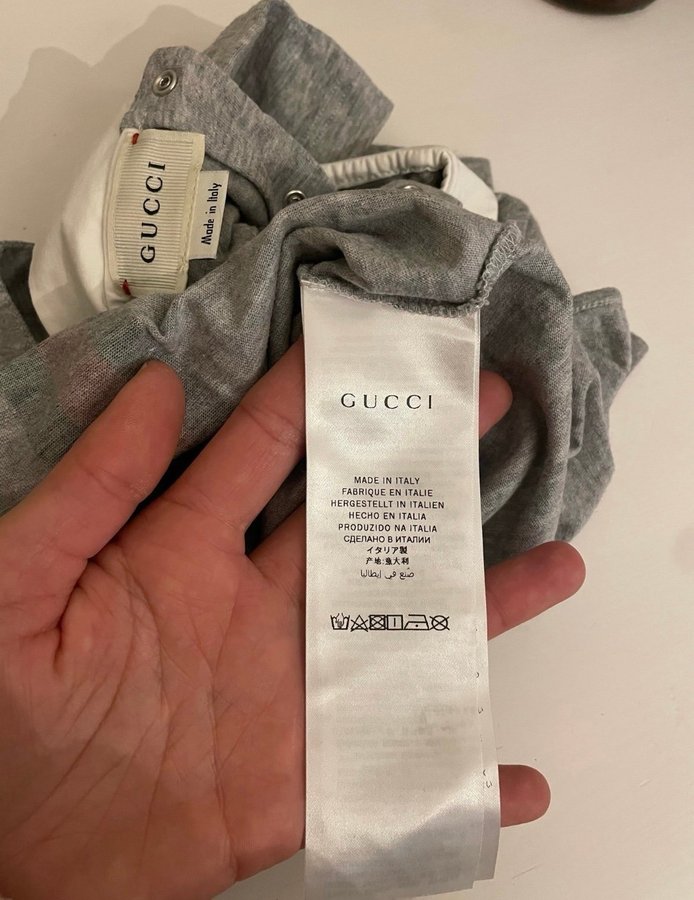 GUCCI
Made in Italy
GUCCI
MADE IN ITALY
FABRIQUE EN ITALIE
HERGESTELLT IN ITALIEN
HECHO EN ITALIA
PRODUZIDO NA ITALIA
СДЕЛАНО В ИТАЛИИ
イタリア製
产地:意大利
صنع في إيطاليا